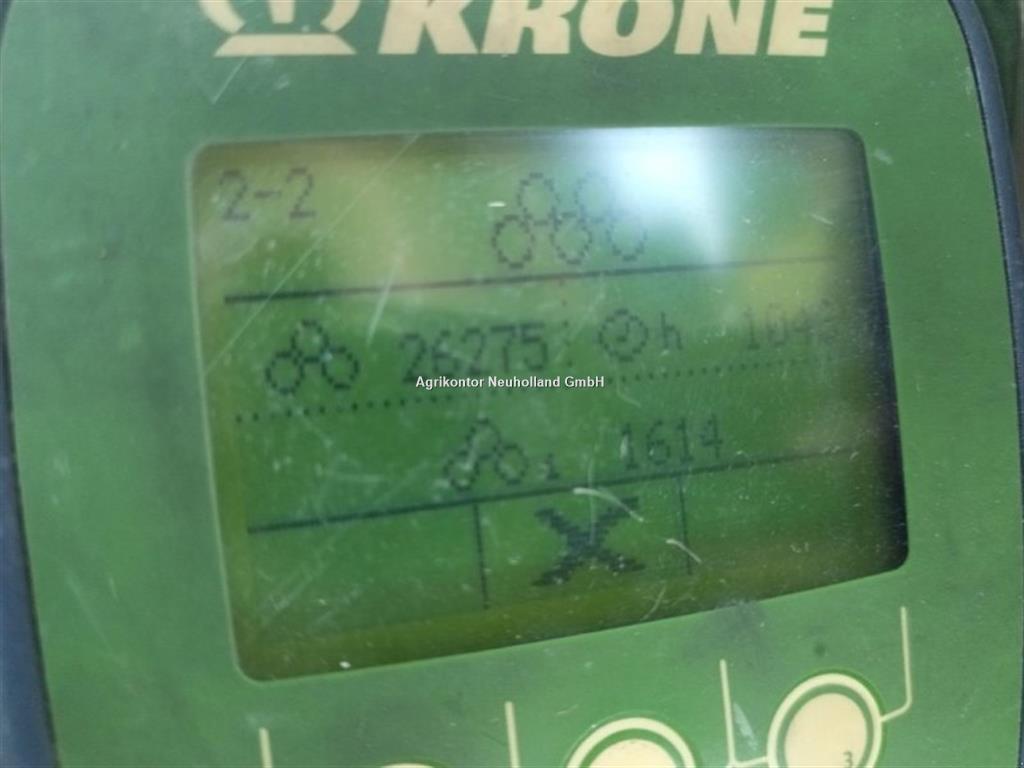 KRONE
2-2
26275 h
Agrikontor Neuholland GmbH
1614
3